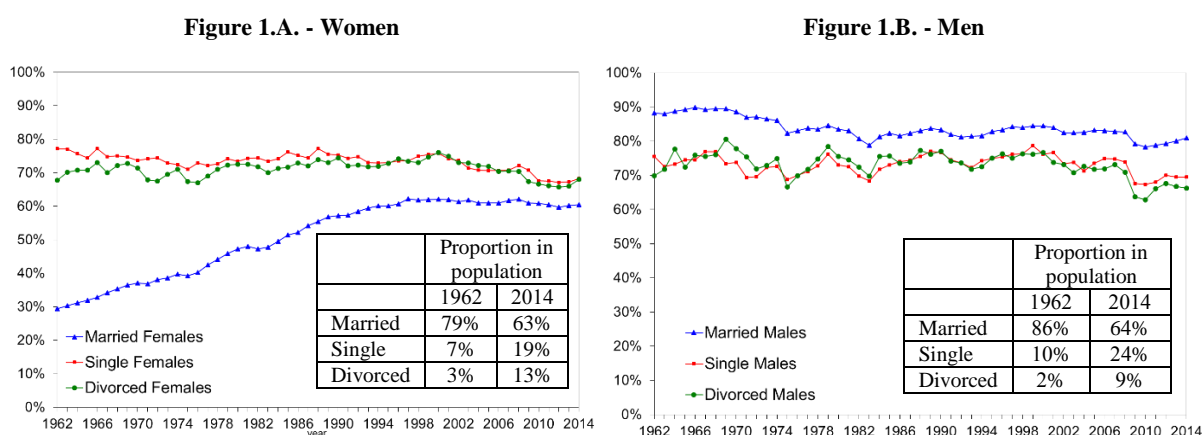 Figure 1.A. - Women
100%
90%
80%
70%
60%
50%
40%
30%
20%
10%
0%
1962 1966 1970 1974 1978 1982 1986 1990 1994 1998 2002 2006 2010 2014
year
Married Females
Single Females
Divorced Females
Proportion in
population
1962 2014
Married 79% 63%
Single 7% 19%
Divorced 3% 13%
Figure 1.B. - Men
100%
90%
80%
70%
60%
50%
40%
30%
20%
10%
0%
1962 1966 1970 1974 1978 1982 1986 1990 1994 1998 2002 2006 2010 2014
Married Males
Single Males
Divorced Males
Proportion in
population
1962 2014
Married 86% 64%
Single 10% 24%
Divorced 2% 9%